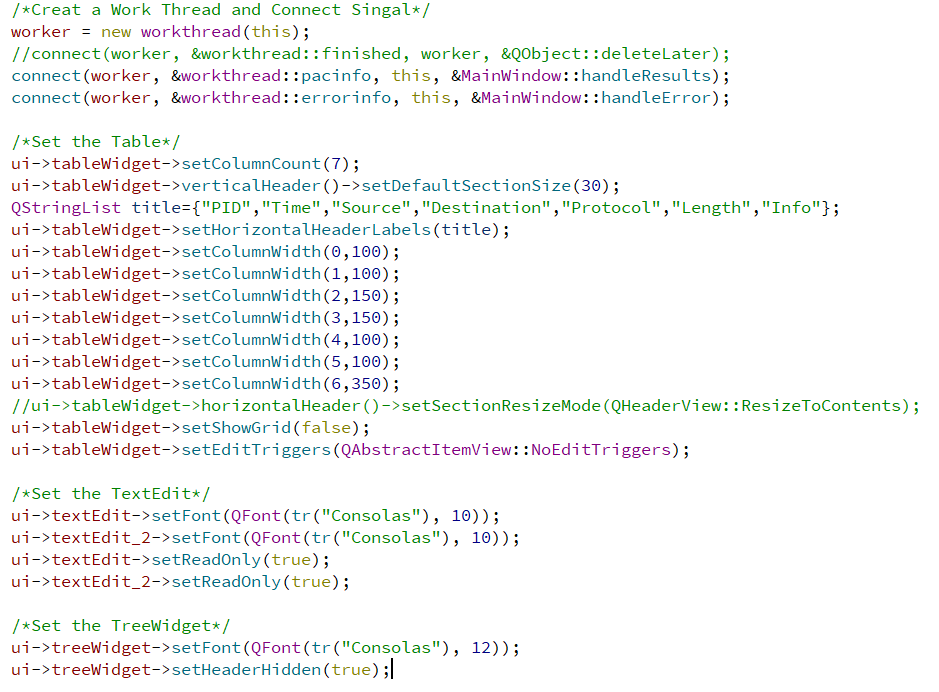 /*Creat a Work Thread and Connect Singal*/
worker = new workthread(this);
//connect(worker, &workthread::finished, worker, &QObject::deleteLater);
connect(worker, &workthread::pacinfo, this, &MainWindow::handleResults);
connect(worker, &workthread::errorinfo, this, &MainWindow::handleError);
/*Set the Table*/
ui->tableWidget->setColumnCount(7);
ui->tableWidget->verticalHeader()->setDefaultSectionSize(30);
QStringList title={"PID","Time","Source","Destination","Protocol","Length","Info"};
ui->tableWidget->setHorizontalHeaderLabels(title);
ui->tableWidget->setColumnWidth(0,100);
ui->tableWidget->setColumnWidth(1,100);
ui->tableWidget->setColumnWidth(2,150);
ui->tableWidget->setColumnWidth(3,150);
ui->tableWidget->setColumnWidth(4,100);
ui->tableWidget->setColumnWidth(5,100);
ui->tableWidget->setColumnWidth(6,350);
//ui->tableWidget->horizontalHeader()->setSectionResizeMode(QHeaderView::ResizeToContents);
ui->tableWidget->setShowGrid(false);
ui->tableWidget->setEditTriggers(QAbstractItemView::NoEditTriggers);
/*Set the TextEdit*/
ui->textEdit->setFont(QFont(tr("Consolas"), 10));
ui->textEdit_2->setFont(QFont(tr("Consolas"), 10));
ui->textEdit->setReadOnly(true);
ui->textEdit_2->setReadOnly(true);
/*Set the TreeWidget*/
ui->treeWidget->setFont(QFont(tr("Consolas"), 12));
ui->treeWidget->setHeaderHidden(true);